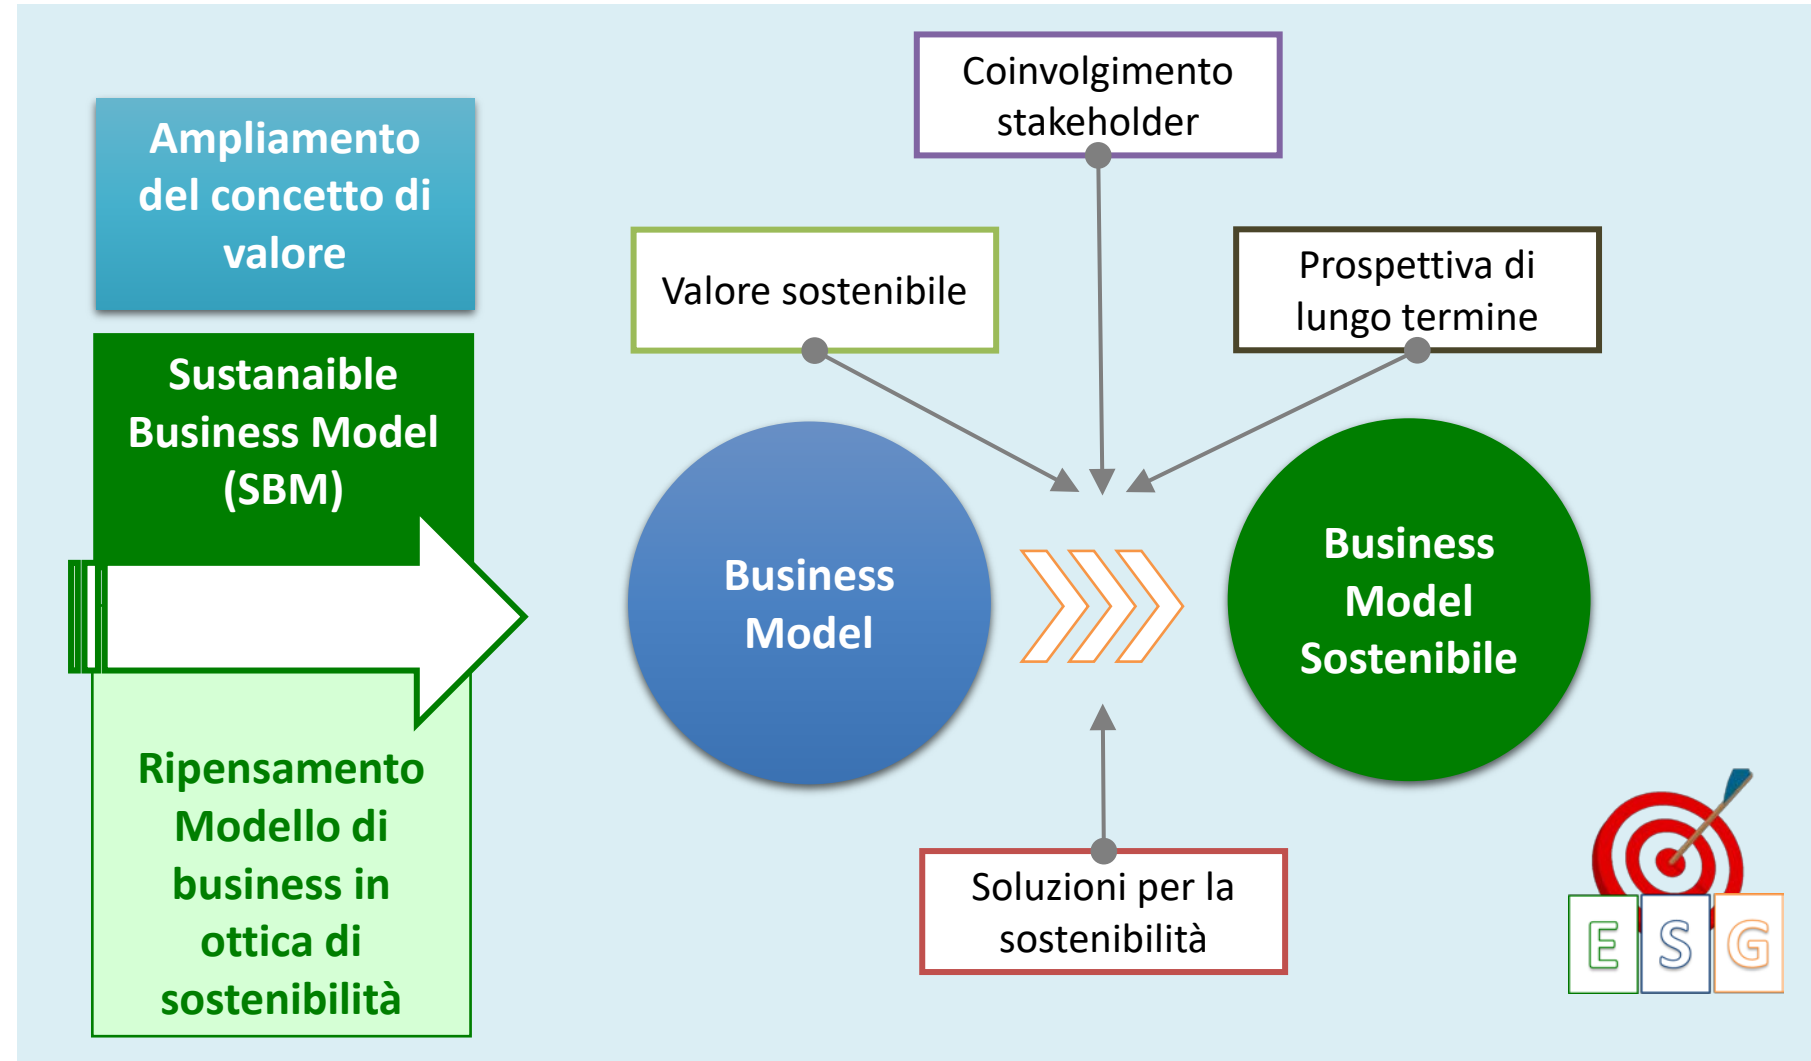 Ampliamento
del concetto di
valore
Sustanaible
Business Model
(SBM)
Ripensamento
Modello di
business in
ottica di
sostenibilità
Coinvolgimento
stakeholder
Valore sostenibile
Prospettiva di
lungo termine
Business
Model
Business
Model
Sostenibile
Soluzioni per la
sostenibilità
E S G